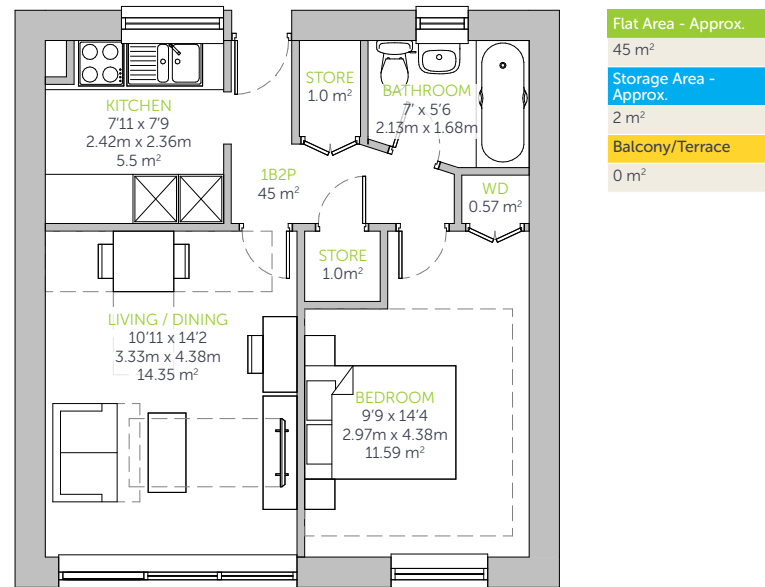 KITCHEN
7'11 x 7'9
2.42m x 2.36m
5.5 m²
STORE
1.0 m²
BATHROOM
7' x 5'6
2.13m x 1.68m
1B2P
45 m²
WD
0.57 m²
STORE
1.0m²
LIVING / DINING
10'11 x 14'2
3.33m x 4.38m
14.35 m²
BEDROOM
9'9 x 14'4
2.97m x 4.38m
11.59 m²
Flat Area - Approx.
45 m²
Storage Area -
Approx.
2 m²
Balcony/Terrace
0 m²